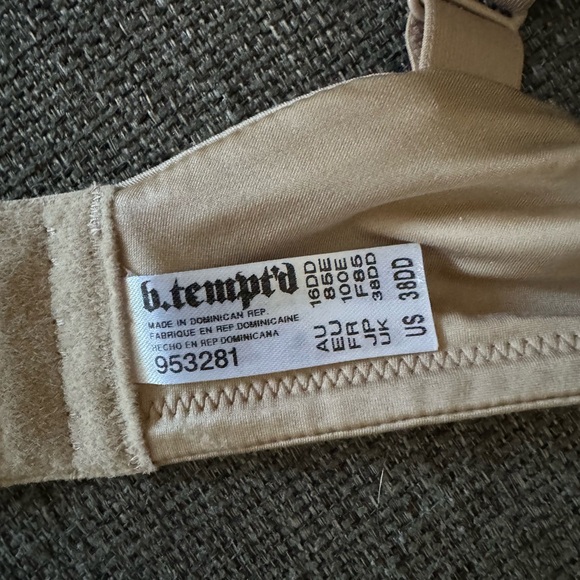 b.tempt'd
MADE IN DOMINICAN REP.
FABRIQUE EN REP. DOMINICAINE
HECHO EN REP. DOMINICANA
953281
AU 16DD
EU 85E
FR 100E
JP F85
UK 38DD
US 38DD